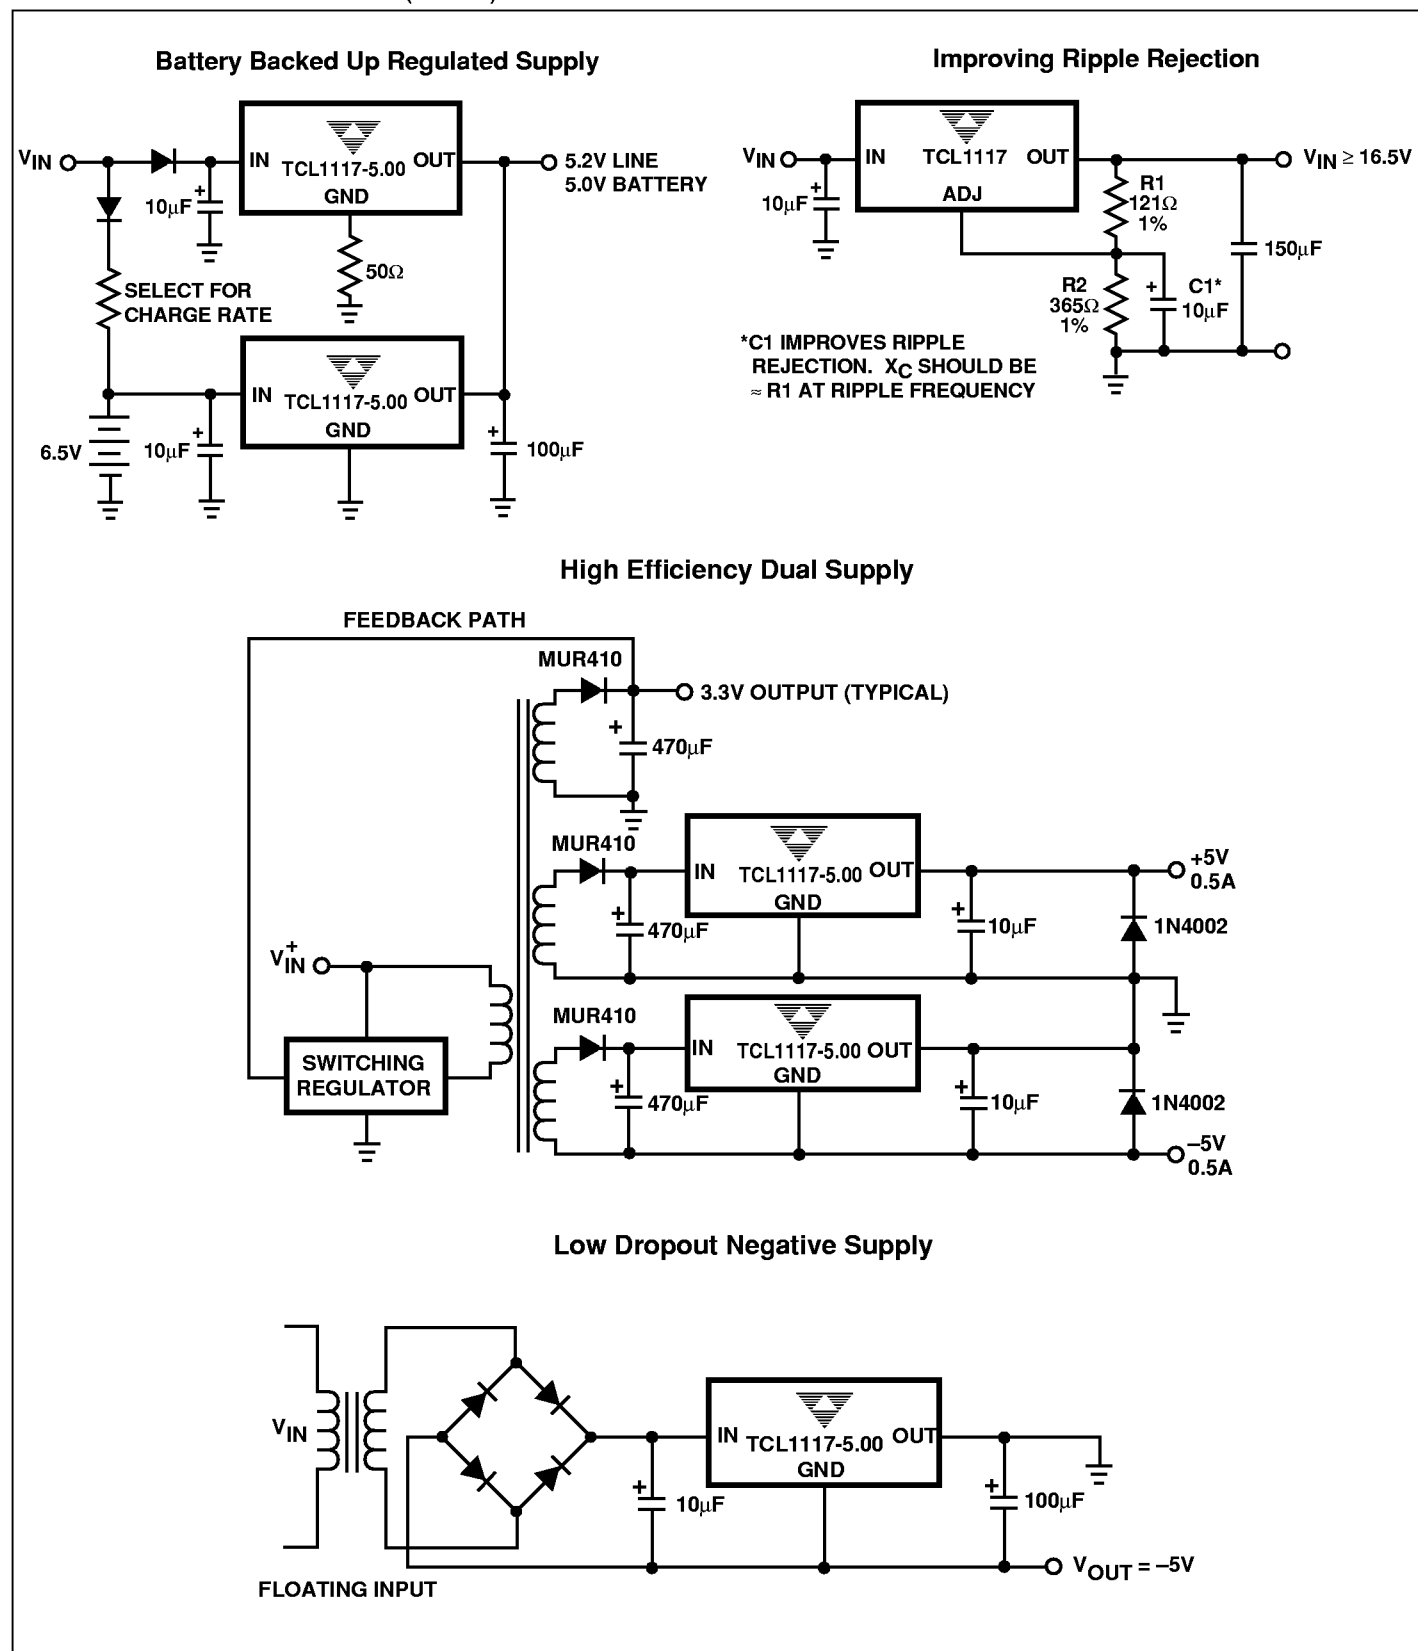 Battery Backed Up Regulated Supply
VIN
IN
TCL1117-5.00
OUT
GND
5.2V LINE
5.0V BATTERY
+
10µF
50Ω
SELECT FOR
CHARGE RATE
IN
TCL1117-5.00
OUT
GND
6.5V
+
10µF
+
100µF
Improving Ripple Rejection
VIN
IN
TCL1117
OUT
ADJ
VIN ≥ 16.5V
+
10µF
R1
121Ω
1%
150µF
R2
365Ω
1%
+
C1*
10µF
*C1 IMPROVES RIPPLE
REJECTION. XC SHOULD BE
≈ R1 AT RIPPLE FREQUENCY
High Efficiency Dual Supply
FEEDBACK PATH
MUR410
3.3V OUTPUT (TYPICAL)
+
470µF
MUR410
IN
TCL1117-5.00
OUT
GND
+5V
0.5A
+
470µF
+
10µF
1N4002
V+IN
MUR410
IN
TCL1117-5.00
OUT
GND
SWITCHING
REGULATOR
+
470µF
+
10µF
1N4002
–5V
0.5A
Low Dropout Negative Supply
VIN
IN
TCL1117-5.00
OUT
GND
+
10µF
+
100µF
VOUT = –5V
FLOATING INPUT